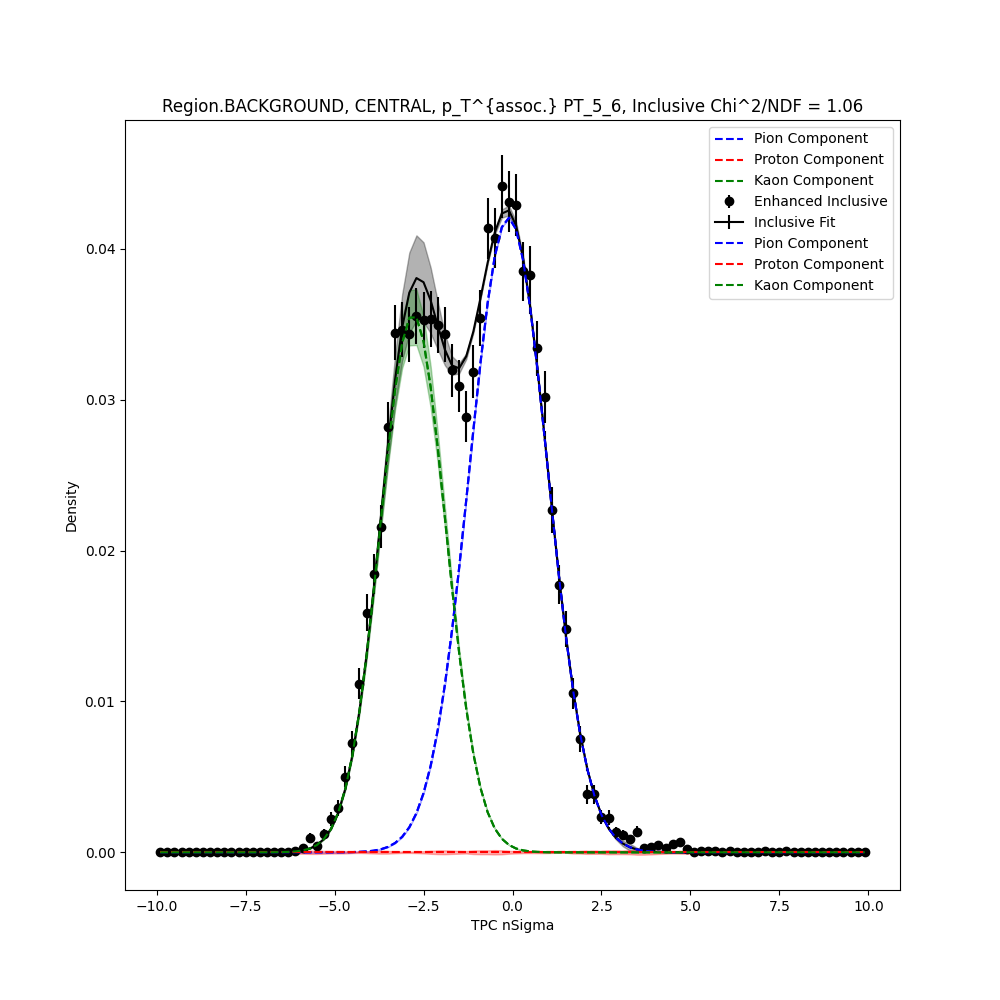 Region.BACKGROUND, CENTRAL, p_T^{assoc.} PT_5_6, Inclusive Chi^2/NDF = 1.06
Pion Component
Proton Component
Kaon Component
Enhanced Inclusive
Inclusive Fit
Pion Component
Proton Component
Kaon Component
0.04
0.03
0.02
0.01
0.00
Density
−10.0 −7.5 −5.0 −2.5 0.0 2.5 5.0 7.5 10.0
TPC nSigma